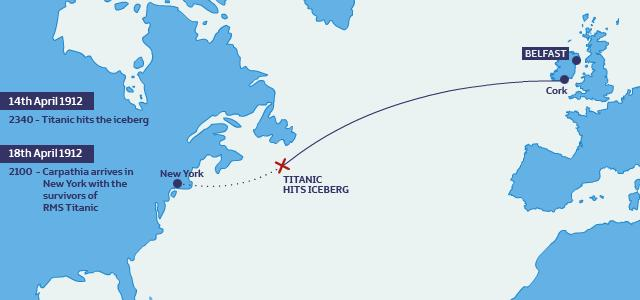 BELFAST
Cork
14th April 1912
2340 - Titanic hits the iceberg
18th April 1912
2100 - Carpathia arrives in
New York with the
survivors of
RMS Titanic
New York
TITANIC
HITS ICEBERG